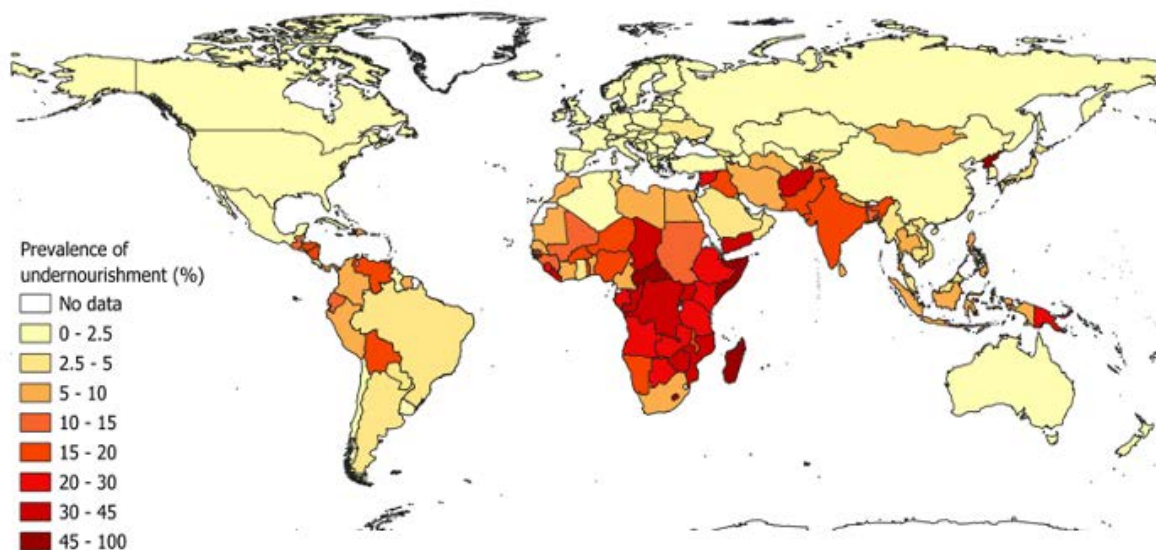 Prevalence of
undernourishment (%)
No data
0 - 2.5
2.5 - 5
5 - 10
10 - 15
15 - 20
20 - 30
30 - 45
45 - 100